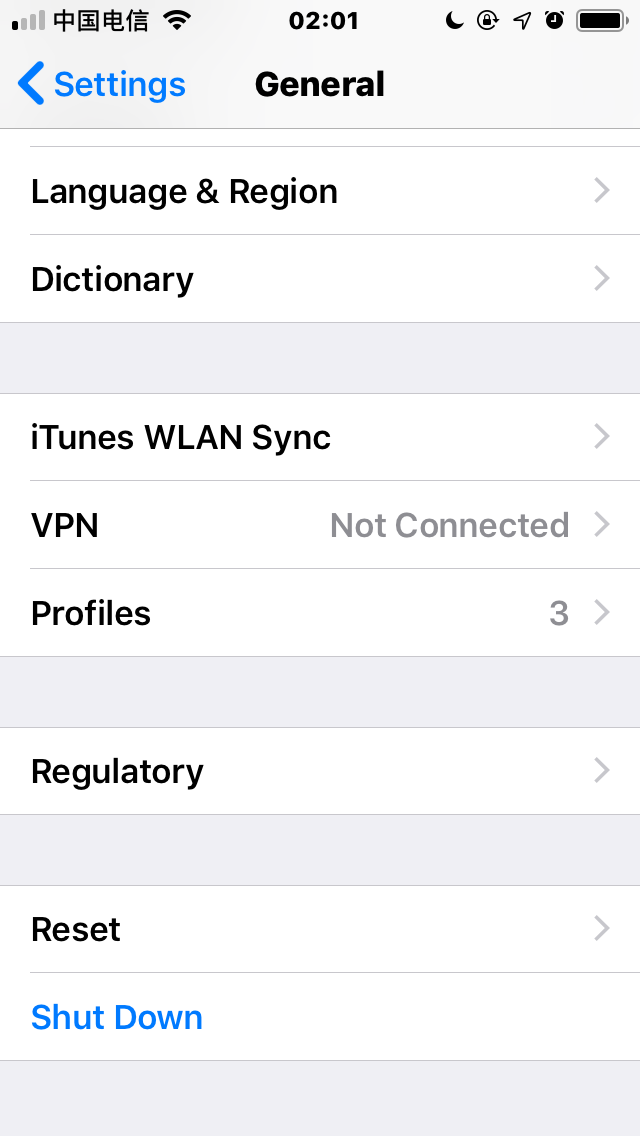 中国电信 02:01
Settings General
Language & Region
Dictionary
iTunes WLAN Sync
VPN Not Connected
Profiles 3
Regulatory
Reset
Shut Down